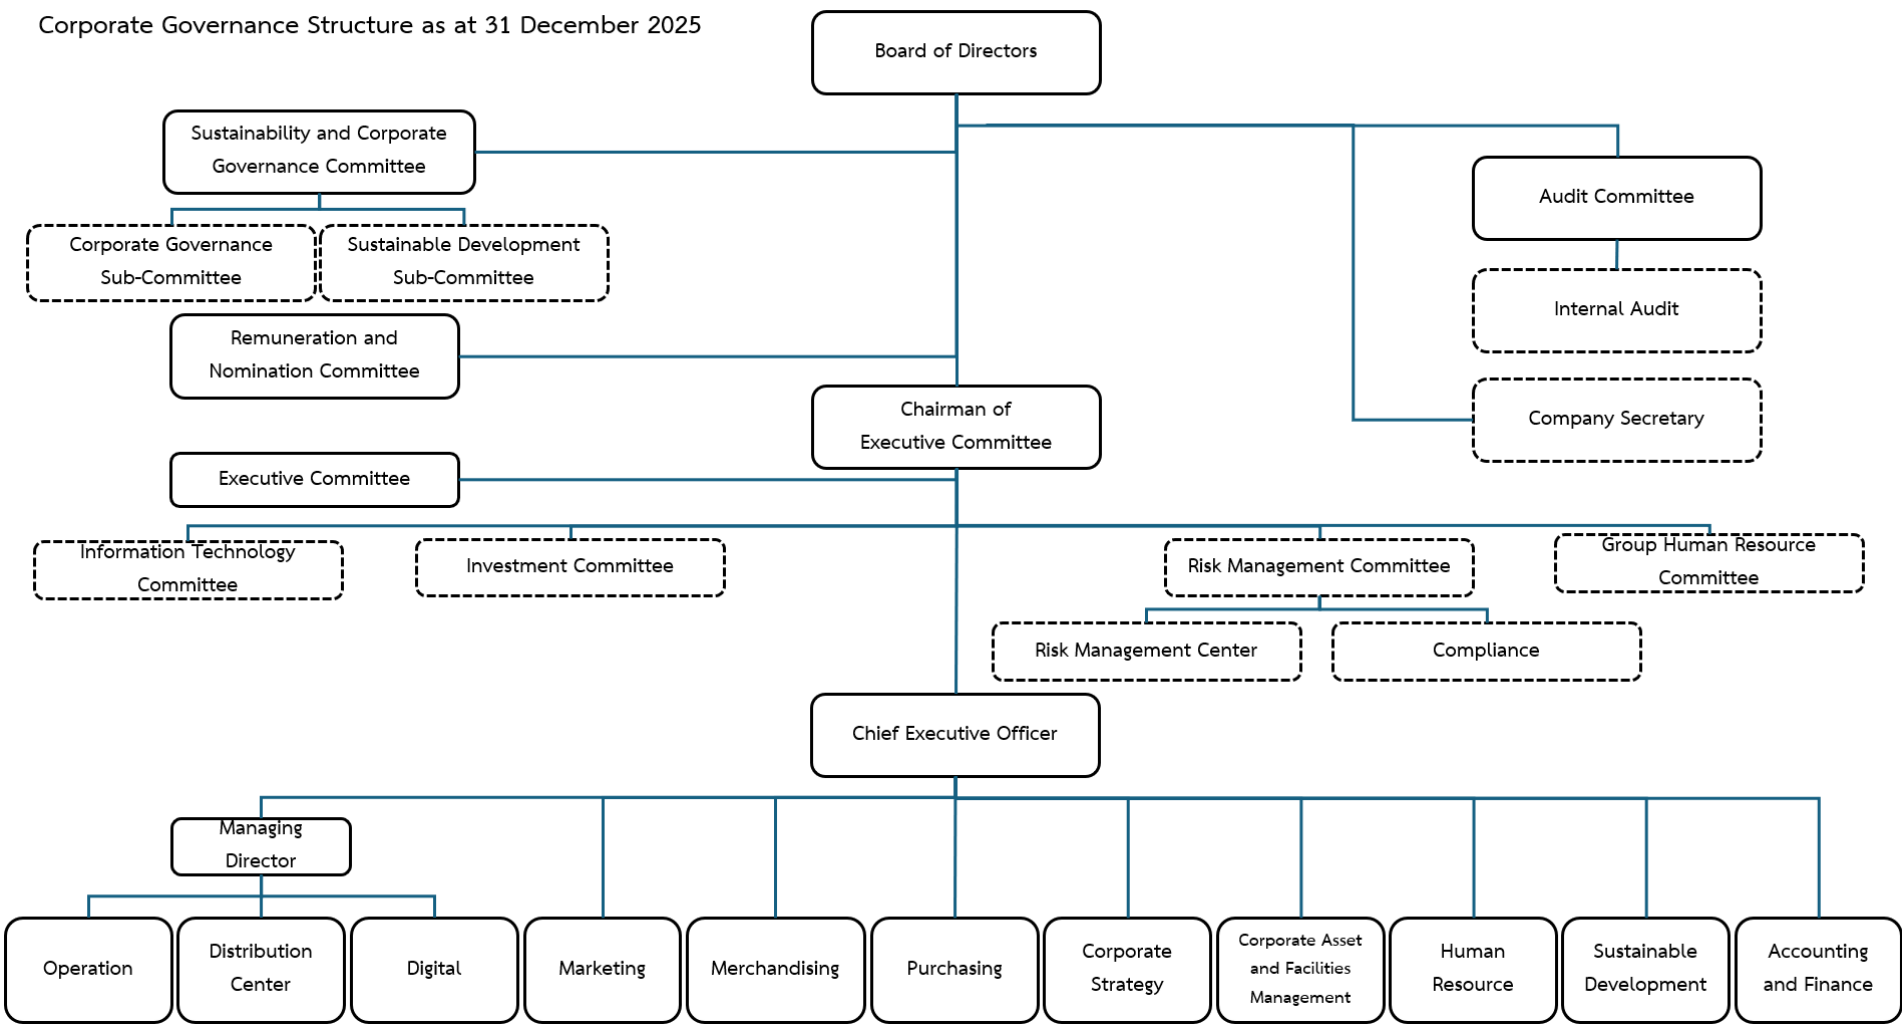 Corporate Governance Structure as at 31 December 2025
Board of Directors
Sustainability and Corporate
Governance Committee
Audit Committee
Corporate Governance
Sub-Committee
Sustainable Development
Sub-Committee
Internal Audit
Remuneration and
Nomination Committee
Company Secretary
Chairman of
Executive Committee
Executive Committee
Information Technology
Committee
Investment Committee
Risk Management Committee
Group Human Resource
Committee
Risk Management Center
Compliance
Chief Executive Officer
Managing
Director
Operation
Distribution
Center
Digital
Marketing
Merchandising
Purchasing
Corporate
Strategy
Corporate Asset
and Facilities
Management
Human
Resource
Sustainable
Development
Accounting
and Finance